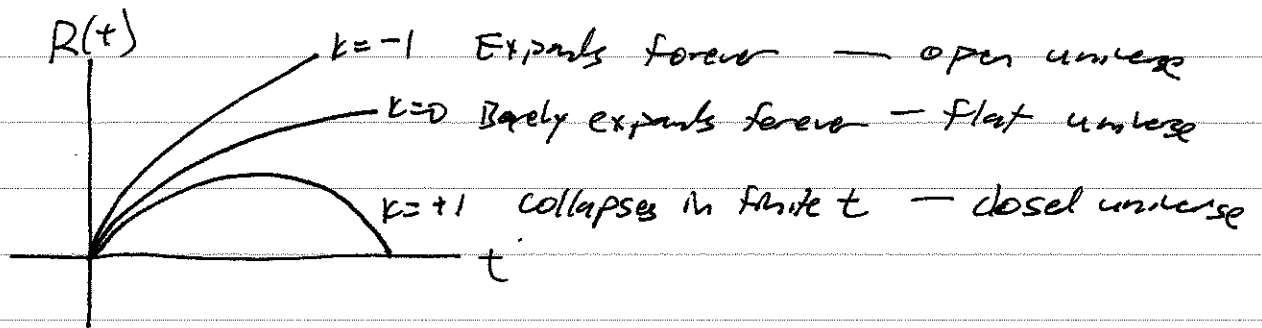 R(t)
k=-1 Expands forever — open universe
k=0 Barely expands forever — flat universe
k=+1 collapses in finite t — closed universe
t